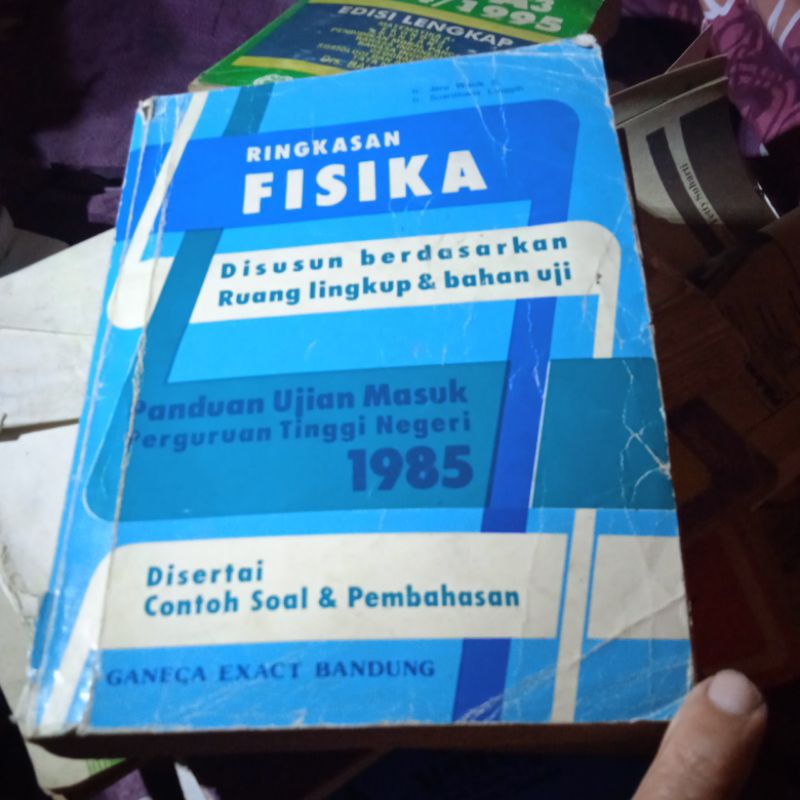 EDISI LENGKAP
RINGKASAN
FISIKA
Disusun berdasarkan
Ruang lingkup & bahan uji
Panduan Ujian Masuk
Perguruan Tinggi Negeri
1985
Disertai
Contoh Soal & Pembahasan
GANEÇA EXACT BANDUNG